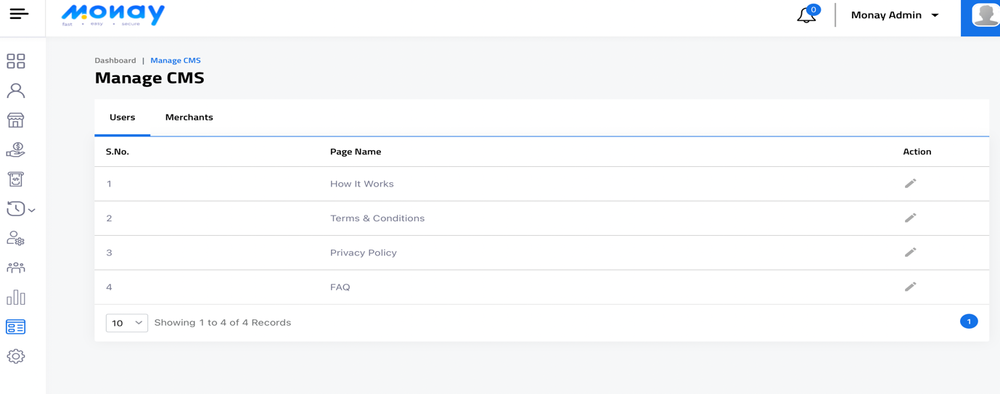 Monay
fast • easy • secure
0
Monay Admin
Dashboard | Manage CMS
Manage CMS
Users Merchants
S.No. Page Name Action
1 How It Works
2 Terms & Conditions
3 Privacy Policy
4 FAQ
10 Showing 1 to 4 of 4 Records 1